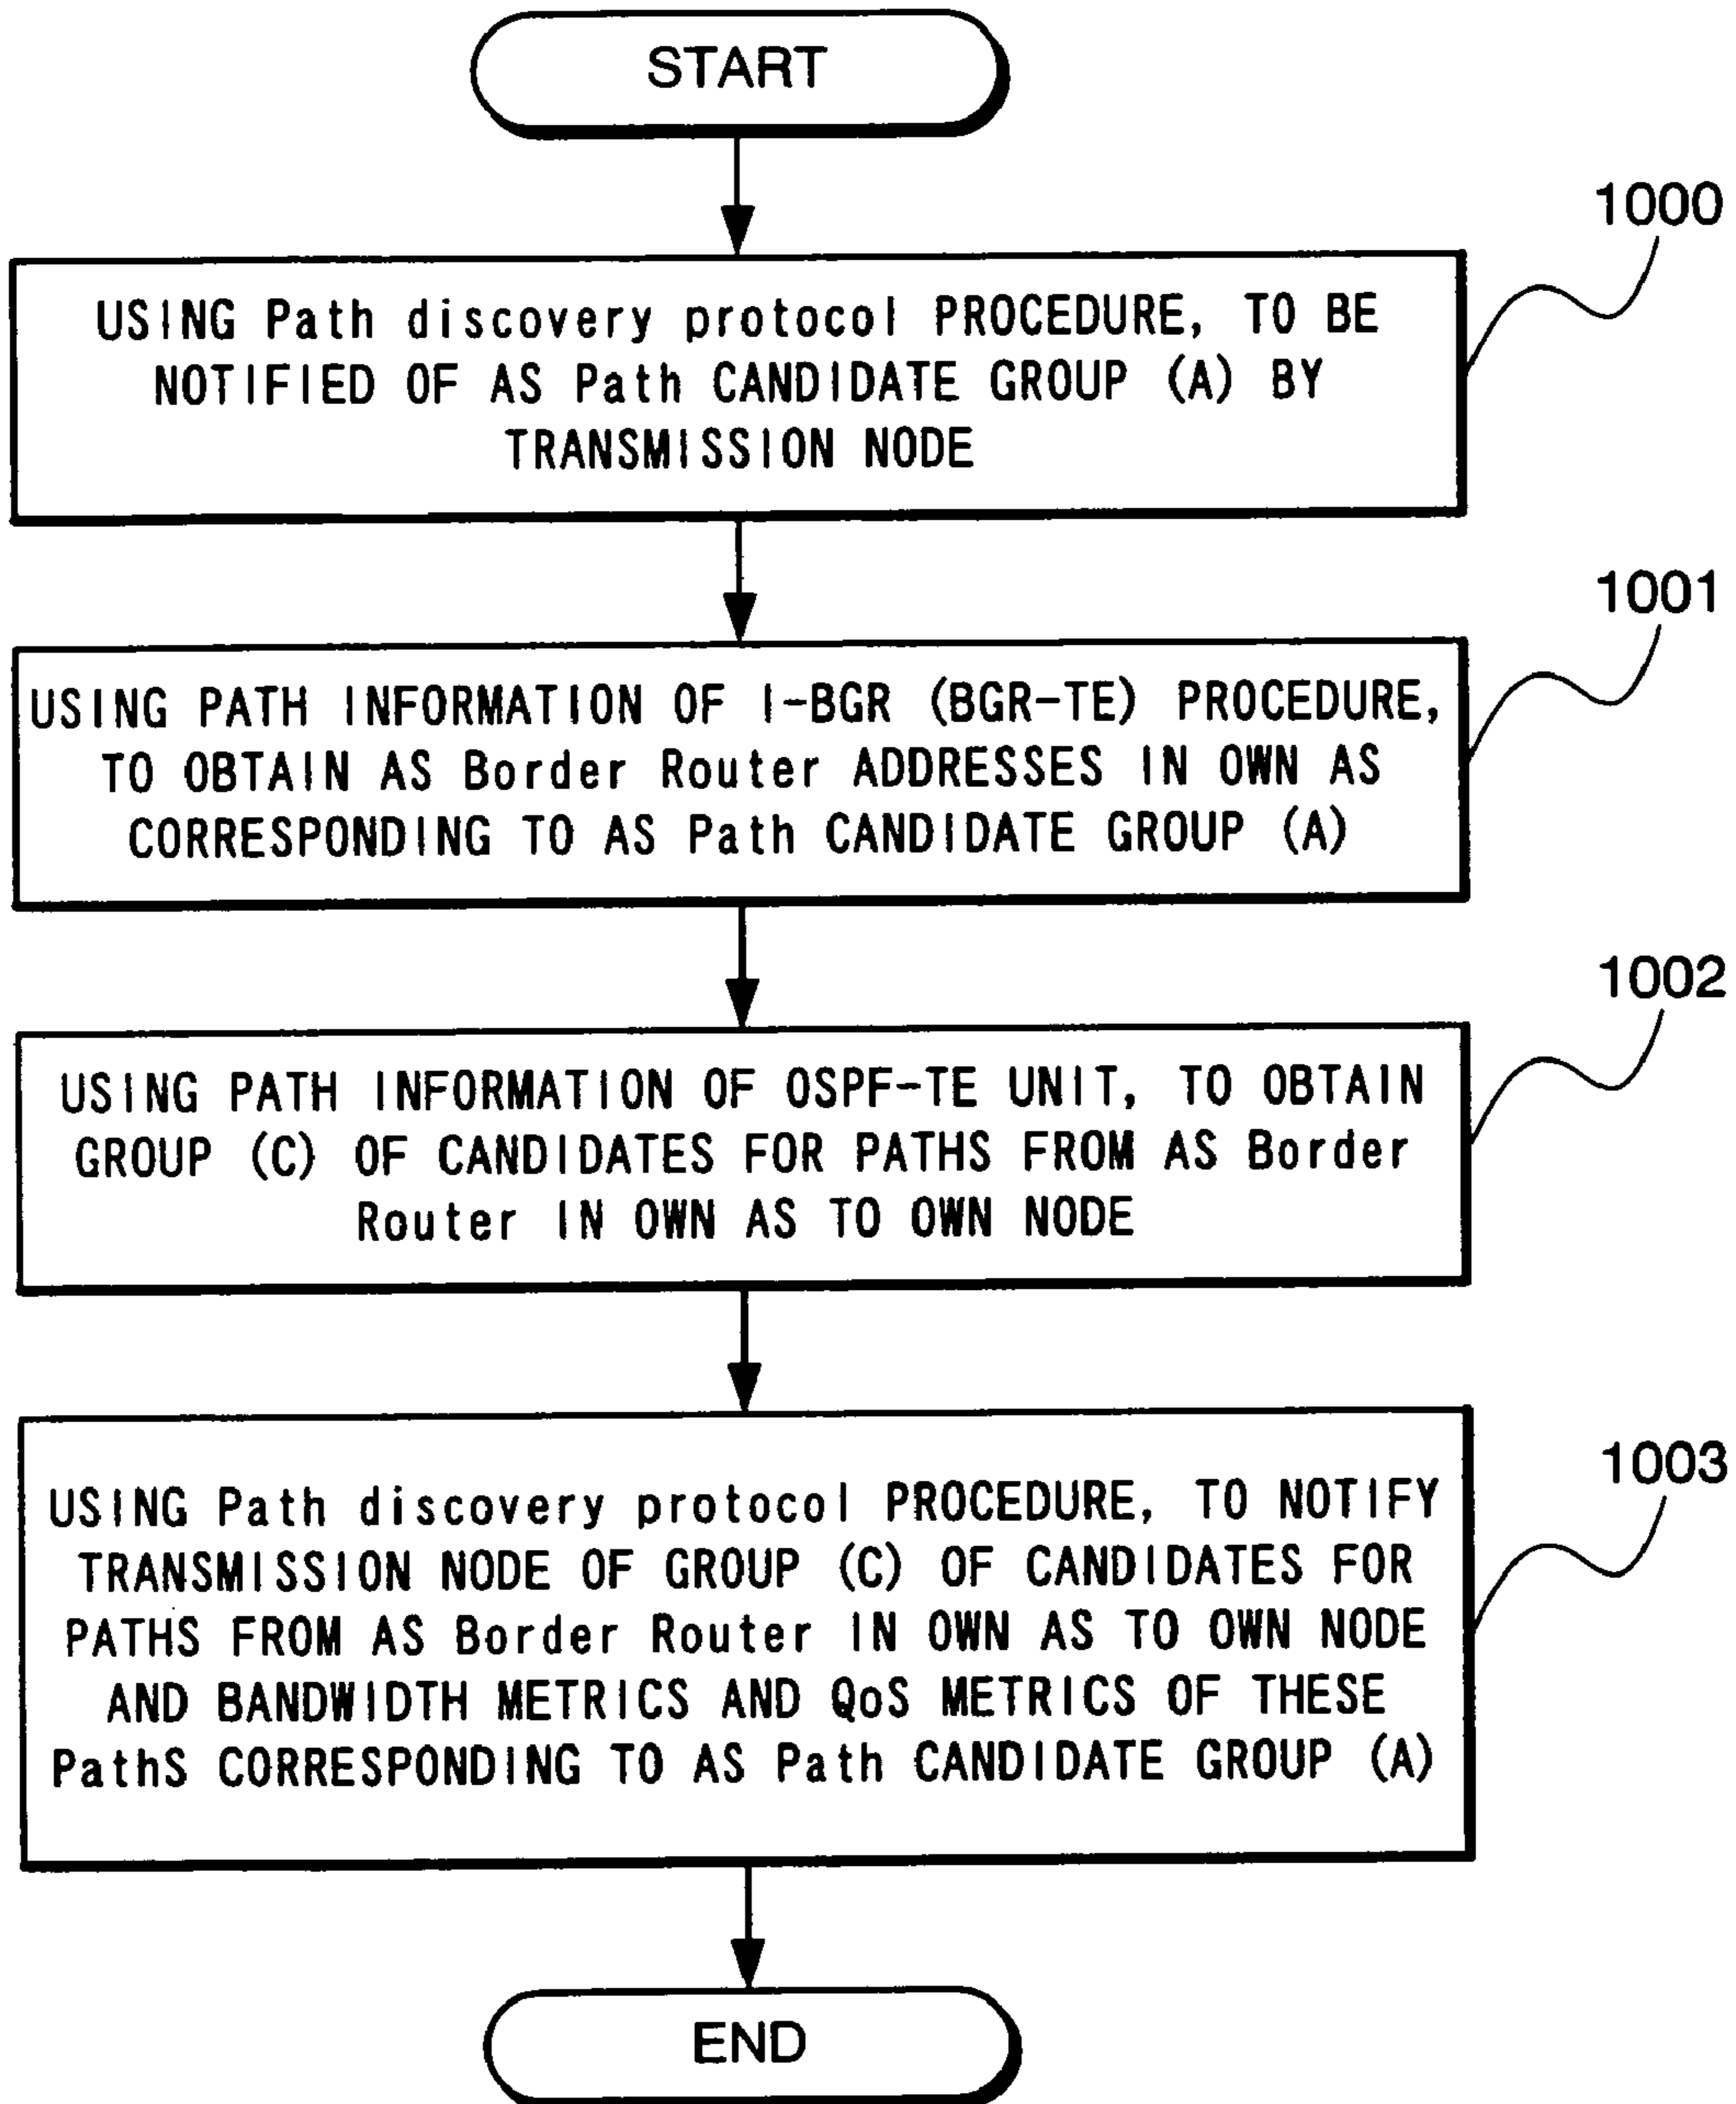 START
1000
USING Path discovery protocol PROCEDURE, TO BE
NOTIFIED OF AS Path CANDIDATE GROUP (A) BY
TRANSMISSION NODE
1001
USING PATH INFORMATION OF I-BGR (BGR-TE) PROCEDURE,
TO OBTAIN AS Border Router ADDRESSES IN OWN AS
CORRESPONDING TO AS Path CANDIDATE GROUP (A)
1002
USING PATH INFORMATION OF OSPF-TE UNIT, TO OBTAIN
GROUP (C) OF CANDIDATES FOR PATHS FROM AS Border
Router IN OWN AS TO OWN NODE
1003
USING Path discovery protocol PROCEDURE, TO NOTIFY
TRANSMISSION NODE OF GROUP (C) OF CANDIDATES FOR
PATHS FROM AS Border Router IN OWN AS TO OWN NODE
AND BANDWIDTH METRICS AND QoS METRICS OF THESE
PathS CORRESPONDING TO AS Path CANDIDATE GROUP (A)
END